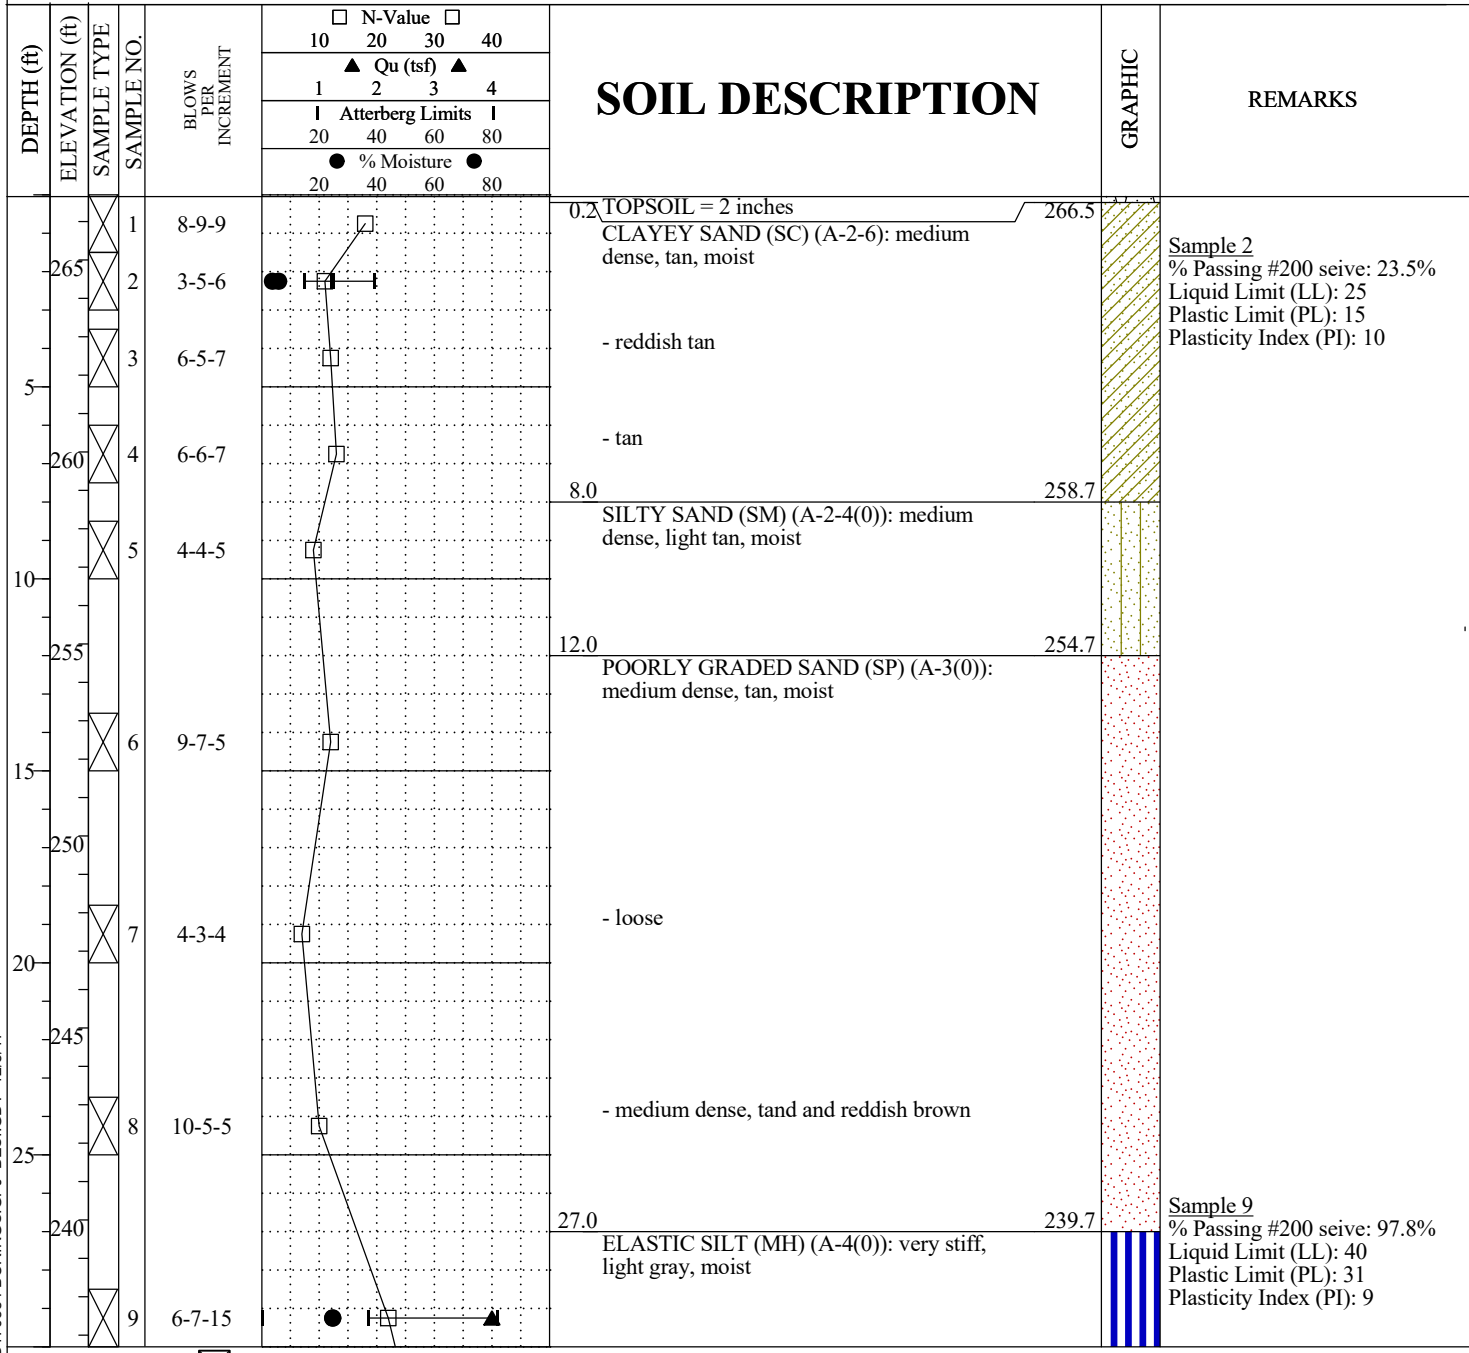 DEPTH (ft)
ELEVATION (ft)
SAMPLE TYPE
SAMPLE NO.
BLOWS
PER
INCREMENT
N-Value
10 20 30 40
Qu (tsf)
1 2 3 4
Atterberg Limits
20 40 60 80
% Moisture
20 40 60 80
SOIL DESCRIPTION
GRAPHIC
REMARKS
1 8-9-9
0.2 TOPSOIL = 2 inches 266.5
CLAYEY SAND (SC) (A-2-6): medium
dense, tan, moist
265
2 3-5-6
Sample 2
% Passing #200 seive: 23.5%
Liquid Limit (LL): 25
Plastic Limit (PL): 15
Plasticity Index (PI): 10
3 6-5-7
- reddish tan
5
- tan
260
4 6-6-7
8.0 258.7
SILTY SAND (SM) (A-2-4(0)): medium
dense, light tan, moist
5 4-4-5
10
255
12.0 254.7
POORLY GRADED SAND (SP) (A-3(0)):
medium dense, tan, moist
6 9-7-5
15
250
- loose
7 4-3-4
20
245
- medium dense, tand and reddish brown
8 10-5-5
25
240
27.0 239.7
ELASTIC SILT (MH) (A-4(0)): very stiff,
light gray, moist
Sample 9
% Passing #200 seive: 97.8%
Liquid Limit (LL): 40
Plastic Limit (PL): 31
Plasticity Index (PI): 9
9 6-7-15